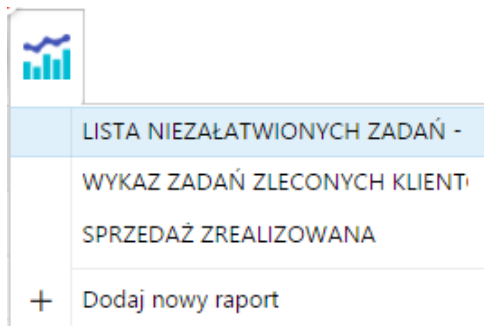 LISTA NIEZAŁATWIONYCH ZADAŃ -
WYKAZ ZADAŃ ZLECONYCH KLIENT
SPRZEDAŻ ZREALIZOWANA
+ Dodaj nowy raport